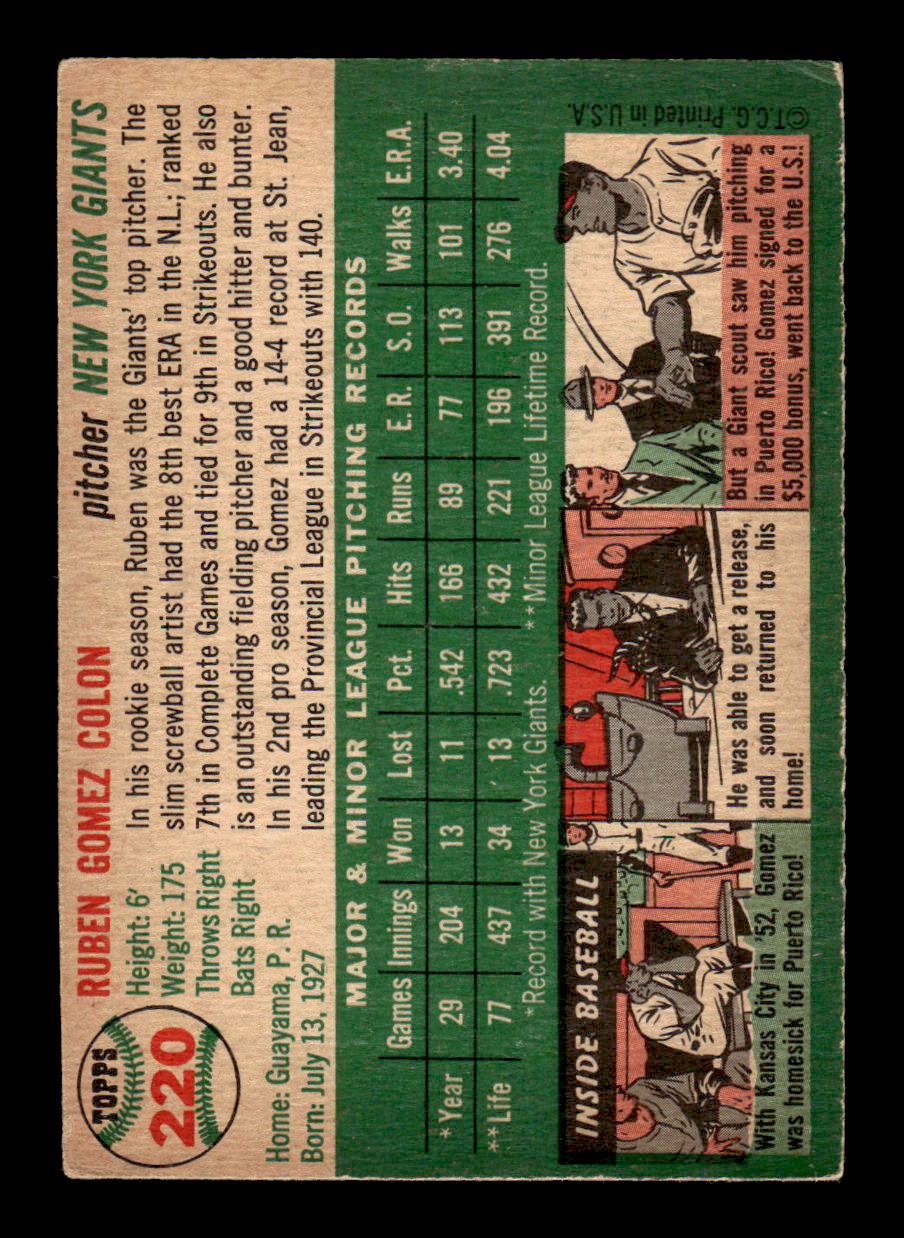 TOPPS
220
RUBEN GOMEZ COLON pitcher NEW YORK GIANTS
Height: 6'
Weight: 175
Throws Right
Bats Right
Home: Guayama, P. R.
Born: July 13, 1927
In his rookie season, Ruben was the Giants' top pitcher. The
slim screwball artist had the 8th best ERA in the N.L.; ranked
7th in Complete Games and tied for 9th in Strikeouts. He also
is an outstanding fielding pitcher and a good hitter and bunter.
In his 2nd pro season, Gomez had a 14-4 record at St. Jean,
leading the Provincial League in Strikeouts with 140.
MAJOR & MINOR LEAGUE PITCHING RECORDS
Games Innings Won Lost Pct. Hits Runs E. R. S. O. Walks E.R.A.
*Year 29 204 13 11 .542 166 89 77 113 101 3.40
**Life 77 437 34 13 .723 432 221 196 391 276 4.04
*Record with New York Giants. **Minor League Lifetime Record.
INSIDE BASEBALL
With Kansas City in '52, Gomez
was homesick for Puerto Rico!
He was able to get a release,
and soon returned to his
home!
But a Giant scout saw him pitching
in Puerto Rico! Gomez signed for a
$5,000 bonus, went back to the U.S.!
©T.C.G. Printed in U.S.A.